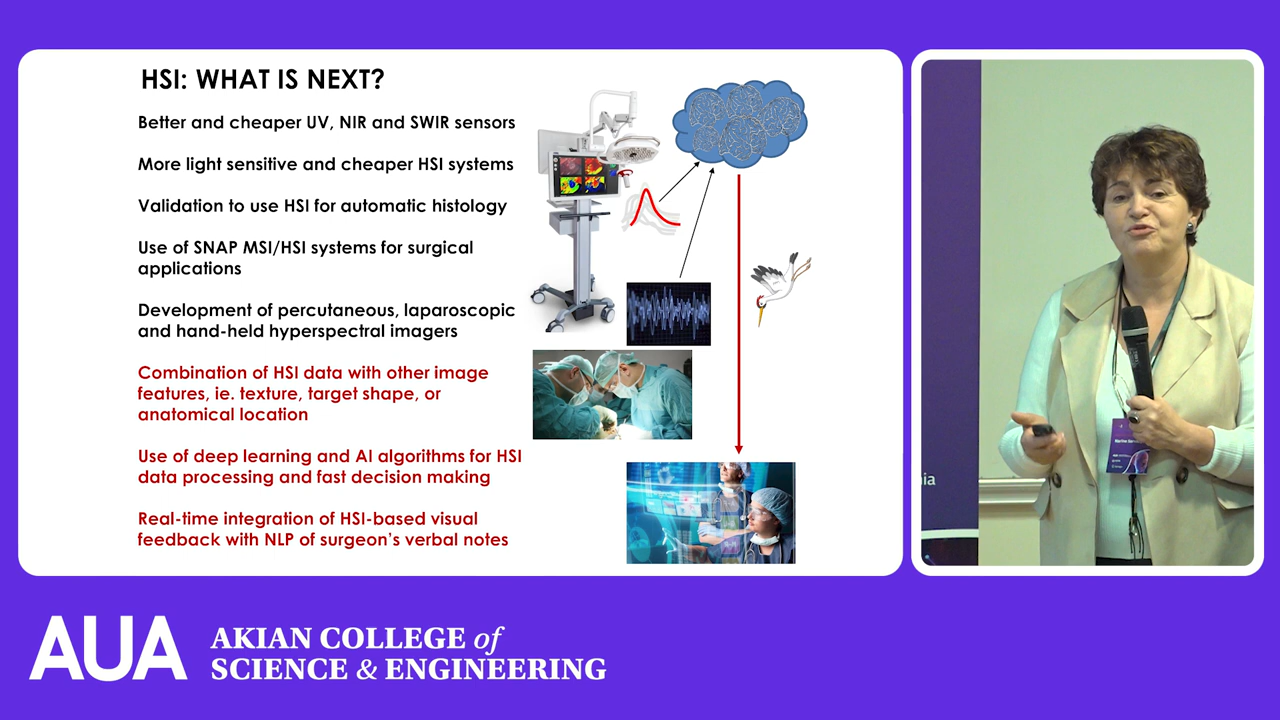 HSI: WHAT IS NEXT?
Better and cheaper UV, NIR and SWIR sensors
More light sensitive and cheaper HSI systems
Validation to use HSI for automatic histology
Use of SNAP MSI/HSI systems for surgical
applications
Development of percutaneous, laparoscopic
and hand-held hyperspectral imagers
Combination of HSI data with other image
features, ie. texture, target shape, or
anatomical location
Use of deep learning and AI algorithms for HSI
data processing and fast decision making
Real-time integration of HSI-based visual
feedback with NLP of surgeon's verbal notes
nia
AUA
AKIAN COLLEGE of
SCIENCE & ENGINEERING